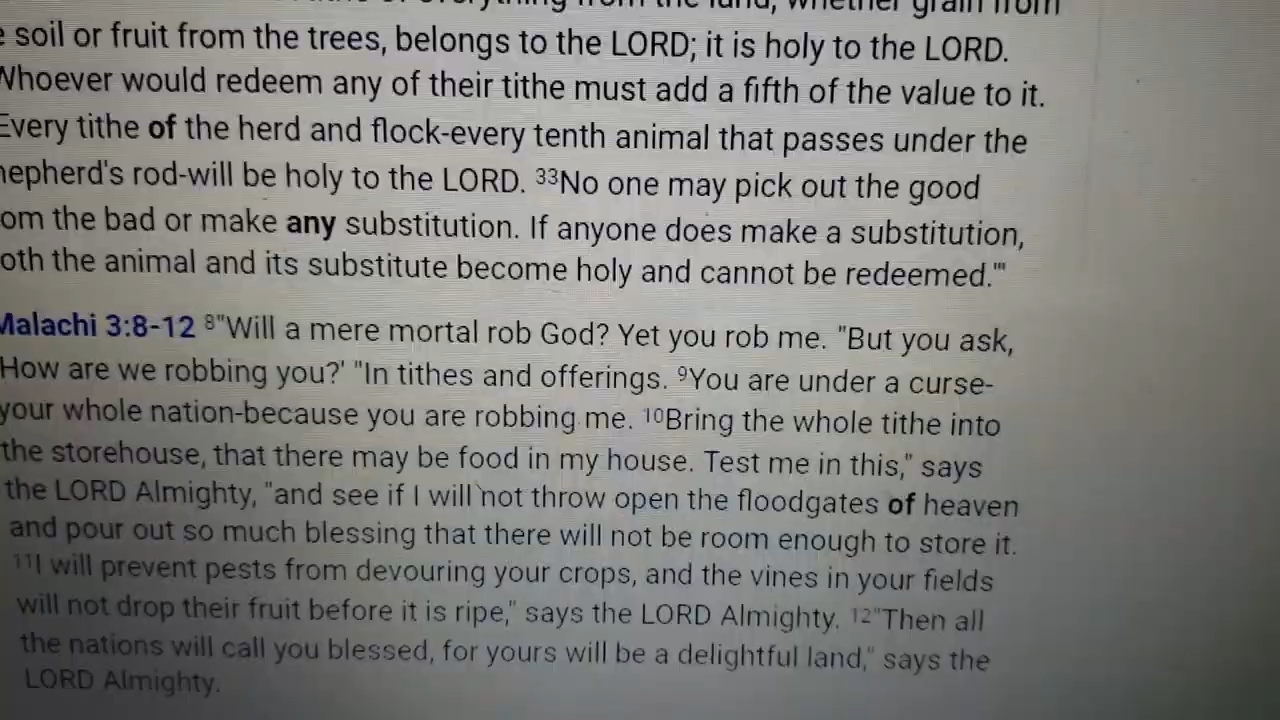 everything from the land, whether grain from
soil or fruit from the trees, belongs to the LORD; it is holy to the LORD.
Whoever would redeem any of their tithe must add a fifth of the value to it.
Every tithe of the herd and flock-every tenth animal that passes under the
hepherd's rod-will be holy to the LORD. 33No one may pick out the good
om the bad or make any substitution. If anyone does make a substitution,
oth the animal and its substitute become holy and cannot be redeemed.'"
Malachi 3:8-12 8"Will a mere mortal rob God? Yet you rob me. "But you ask,
How are we robbing you?' "In tithes and offerings. 9You are under a curse-
your whole nation-because you are robbing me. 10Bring the whole tithe into
the storehouse, that there may be food in my house. Test me in this," says
the LORD Almighty, "and see if I will not throw open the floodgates of heaven
and pour out so much blessing that there will not be room enough to store it.
11I will prevent pests from devouring your crops, and the vines in your fields
will not drop their fruit before it is ripe," says the LORD Almighty. 12"Then all
the nations will call you blessed, for yours will be a delightful land," says the
LORD Almighty.